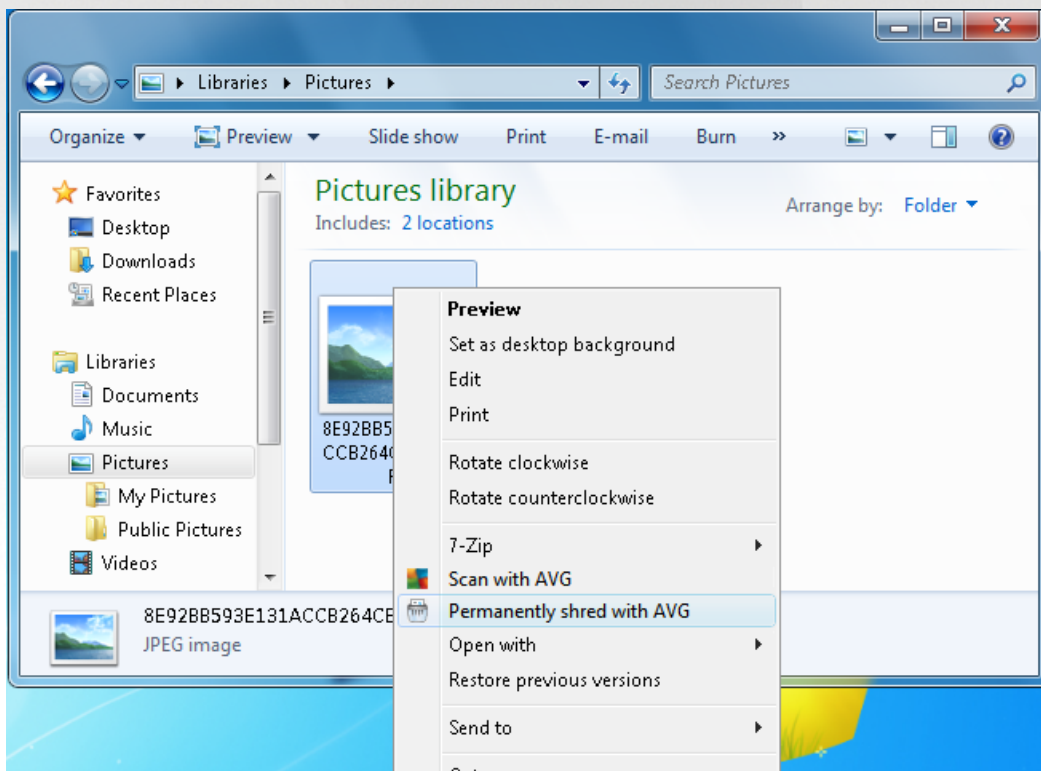 Libraries ▸ Pictures ▸
Search Pictures
Organize
Preview
Slide show
Print
E-mail
Burn
»
Favorites
Desktop
Downloads
Recent Places
Libraries
Documents
Music
Pictures
My Pictures
Public Pictures
Videos
Pictures library
Includes: 2 locations
Arrange by: Folder
8E92BB5
CCB264
Preview
Set as desktop background
Edit
Print
Rotate clockwise
Rotate counterclockwise
7-Zip
Scan with AVG
Permanently shred with AVG
Open with
Restore previous versions
Send to
8E92BB593E131ACCB264CE
JPEG image